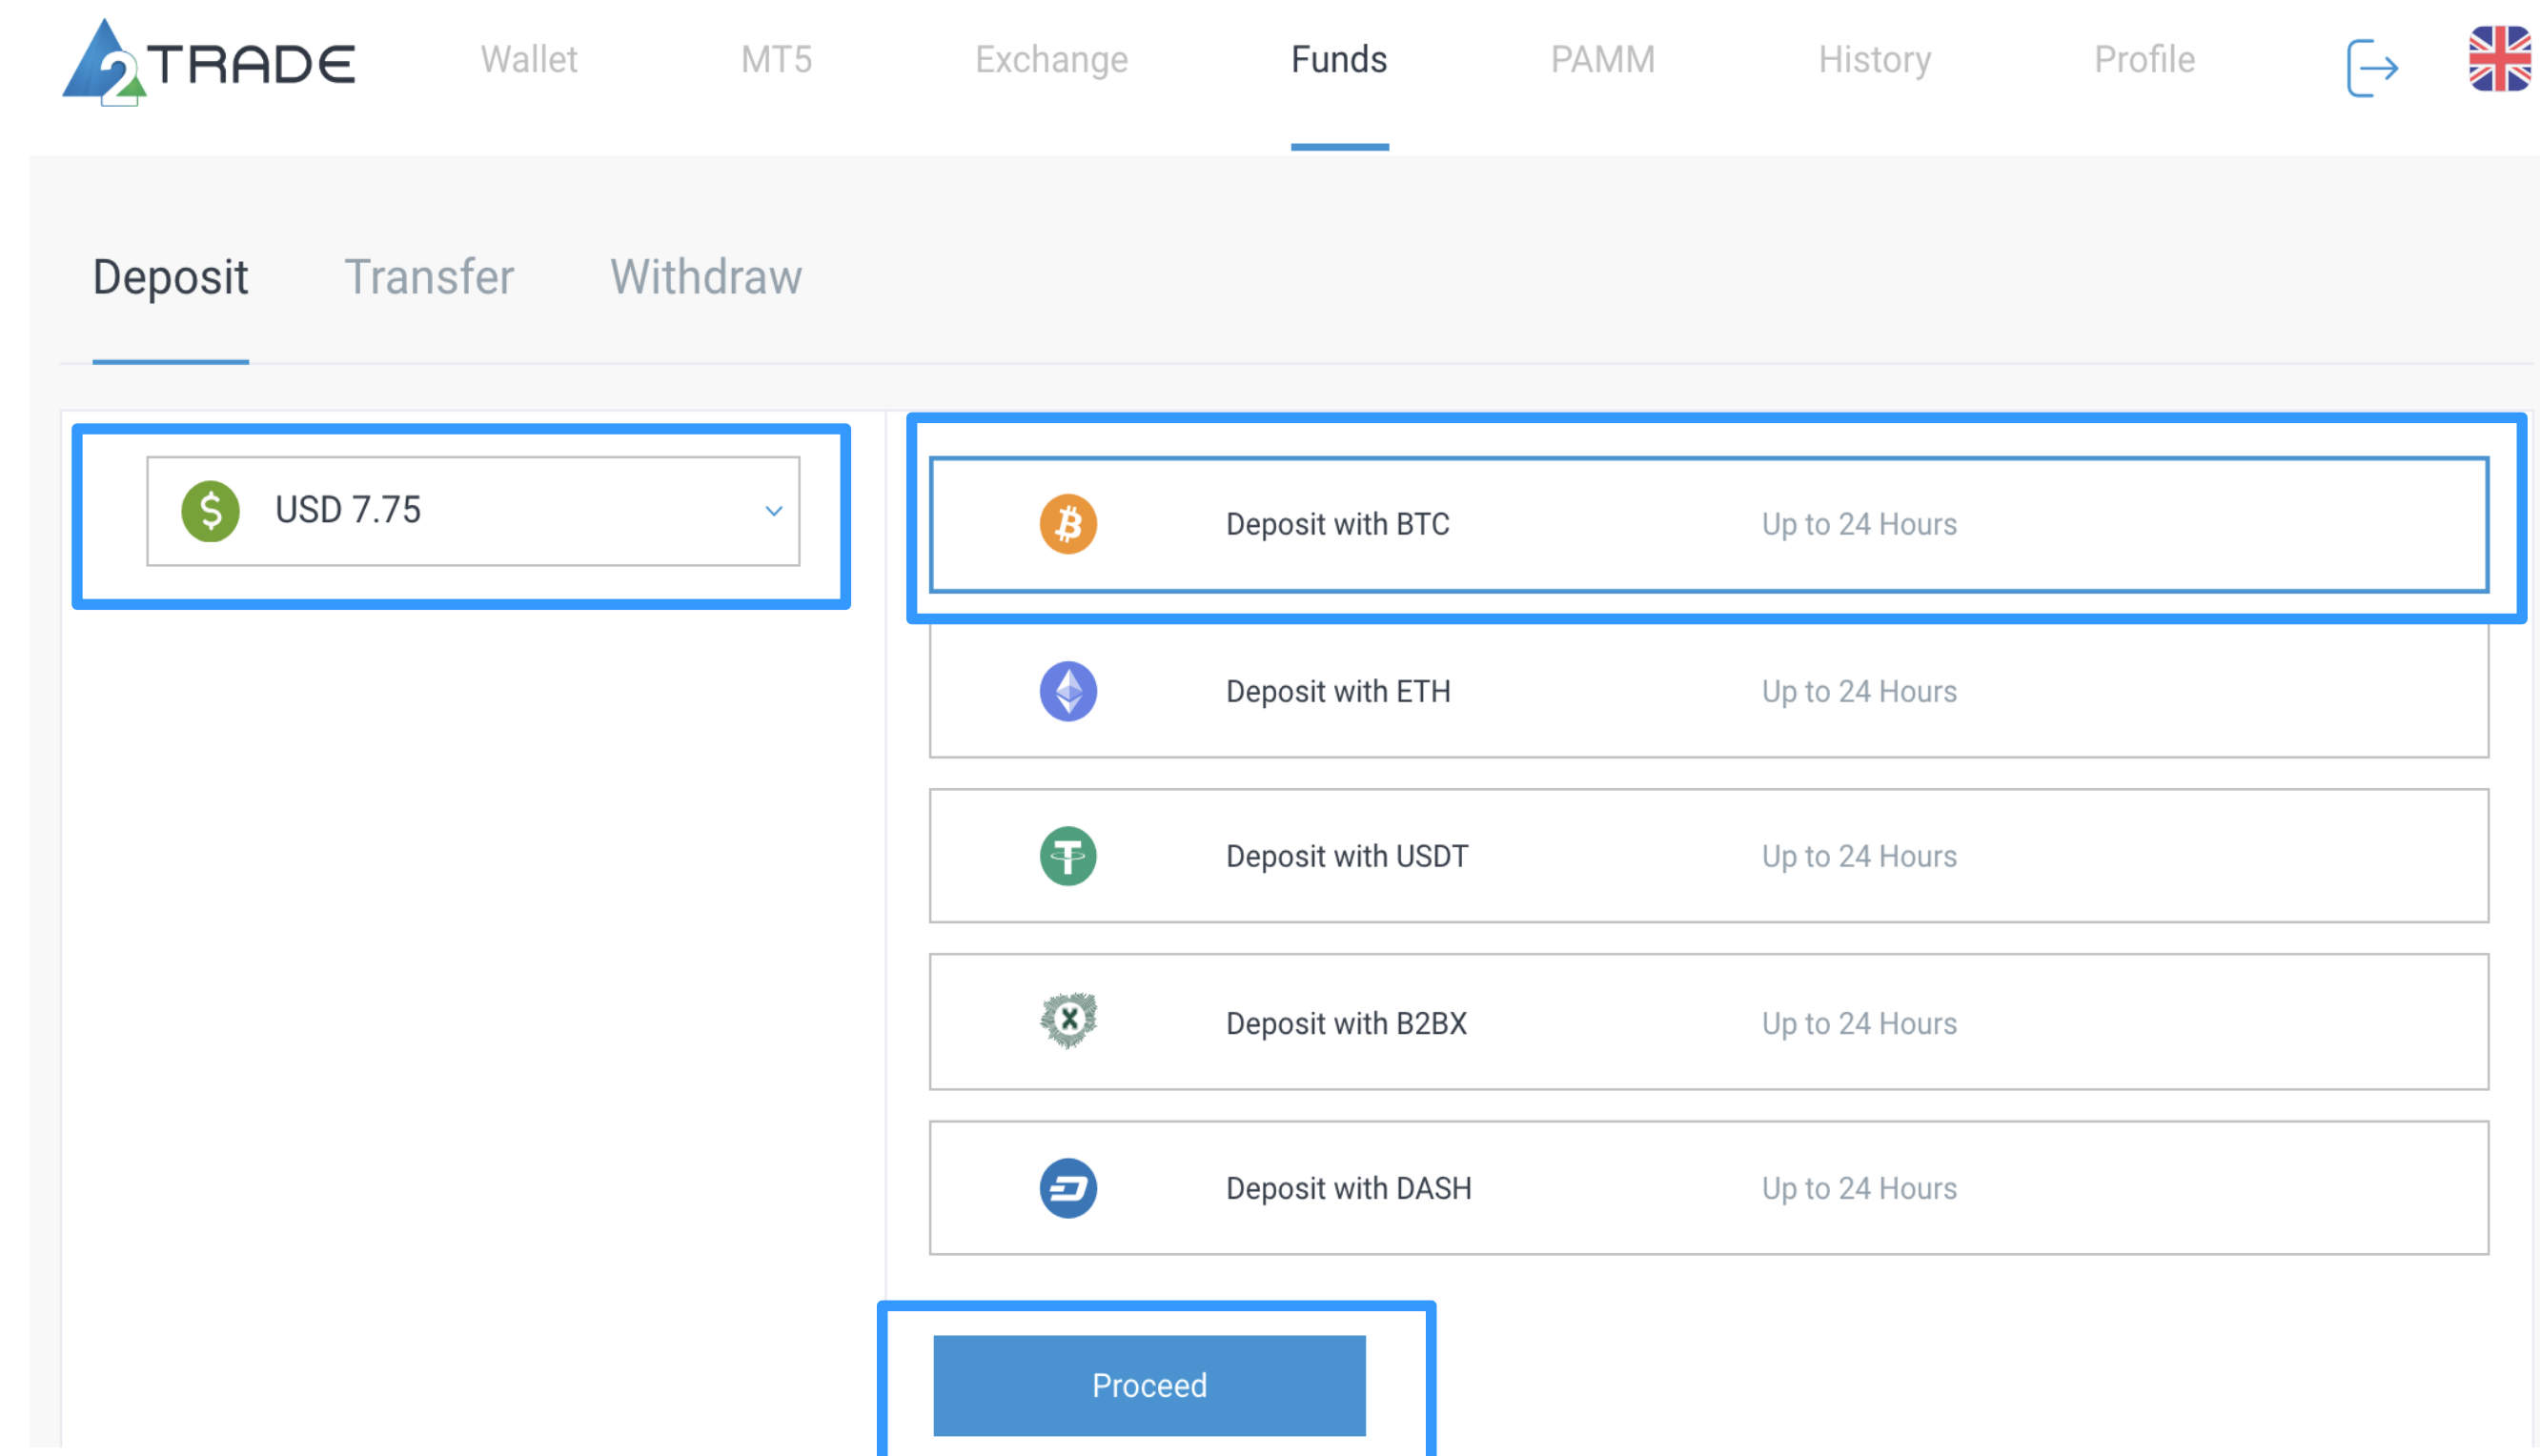 2TRADE Wallet MT5 Exchange Funds PAMM History Profile
Deposit Transfer Withdraw
USD 7.75
Deposit with BTC Up to 24 Hours
Deposit with ETH Up to 24 Hours
Deposit with USDT Up to 24 Hours
Deposit with B2BX Up to 24 Hours
Deposit with DASH Up to 24 Hours
Proceed